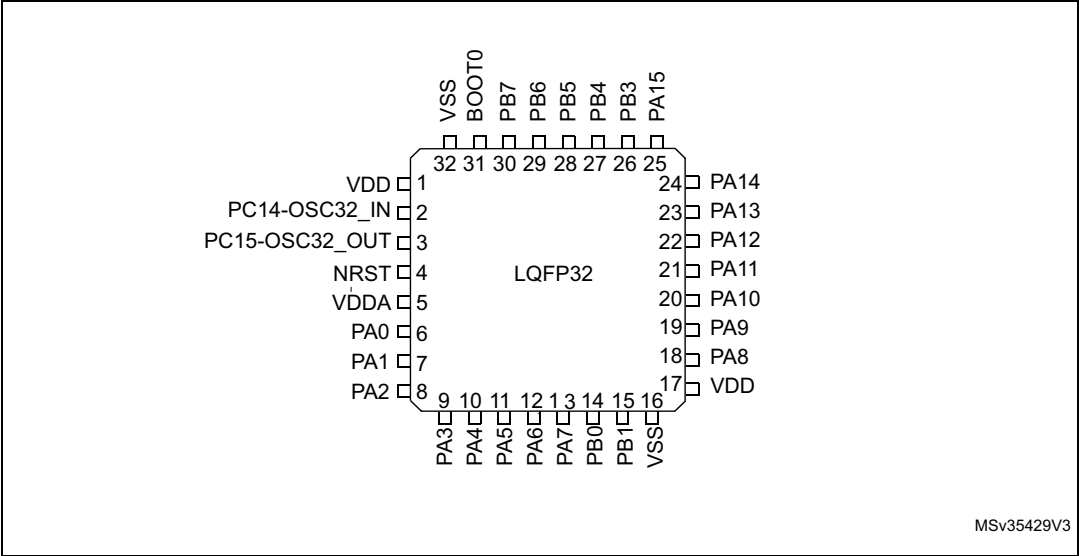 VSS
BOOT0
PB7
PB6
PB5
PB4
PB3
PA15
32 31 30 29 28 27 26 25
VDD 1
PC14-OSC32_IN 2
PC15-OSC32_OUT 3
NRST 4
VDDA 5
PA0 6
PA1 7
PA2 8
LQFP32
24 PA14
23 PA13
22 PA12
21 PA11
20 PA10
19 PA9
18 PA8
17 VDD
9 10 11 12 1 3 14 15 16
PA3
PA4
PA5
PA6
PA7
PB0
PB1
VSS
MSv35429V3